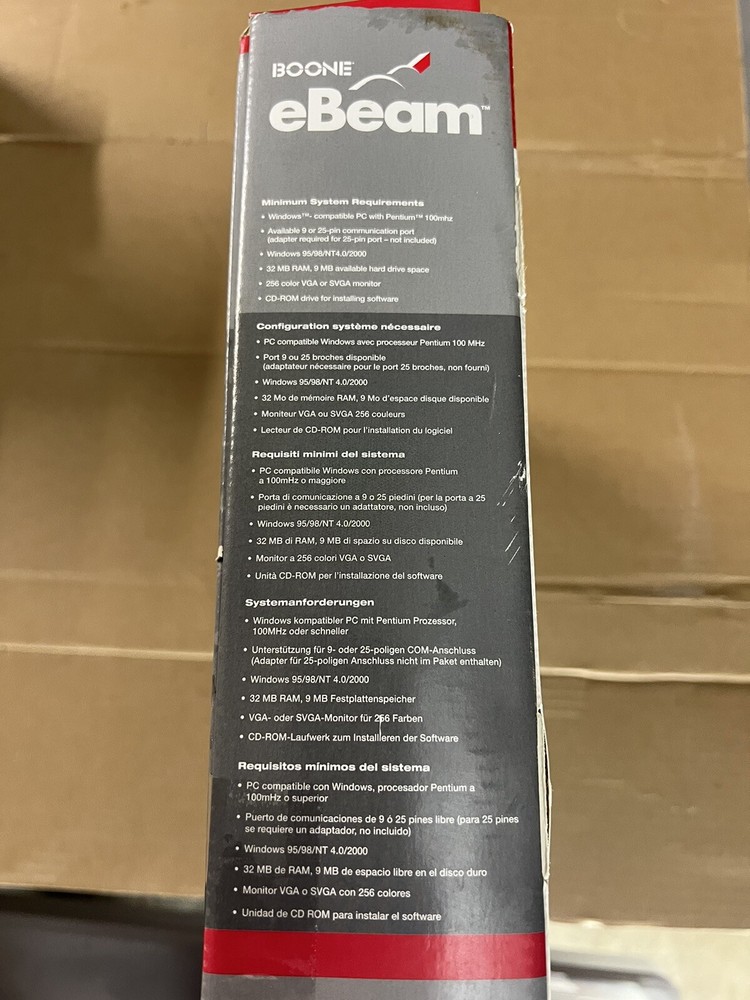 BOONE
eBeam™
Minimum System Requirements
• Windows™- compatible PC with Pentium™ 100mhz
• Available 9 or 25-pin communication port
(adapter required for 25-pin port – not included)
• Windows 95/98/NT4.0/2000
• 32 MB RAM, 9 MB available hard drive space
• 256 color VGA or SVGA monitor
• CD-ROM drive for installing software
Configuration système nécessaire
• PC compatible Windows avec processeur Pentium 100 MHz
• Port 9 ou 25 broches disponible
(adaptateur nécessaire pour le port 25 broches, non fourni)
• Windows 95/98/NT 4.0/2000
• 32 Mo de mémoire RAM, 9 Mo d'espace disque disponible
• Moniteur VGA ou SVGA 256 couleurs
• Lecteur de CD-ROM pour l'installation du logiciel
Requisiti minimi del sistema
• PC compatibile Windows con processore Pentium
a 100mHz o maggiore
• Porta di comunicazione a 9 o 25 piedini (per la porta a 25
piedini è necessario un adattatore, non incluso)
• Windows 95/98/NT 4.0/2000
• 32 MB di RAM, 9 MB di spazio su disco disponibile
• Monitor a 256 colori VGA o SVGA
• Unità CD-ROM per l'installazione del software
Systemanforderungen
• Windows kompatibler PC mit Pentium Prozessor,
100MHz oder schneller
• Unterstützung für 9- oder 25-poligen COM-Anschluss
(Adapter für 25-poligen Anschluss nicht im Paket enthalten)
• Windows 95/98/NT 4.0/2000
• 32 MB RAM, 9 MB Festplattenspeicher
• VGA- oder SVGA-Monitor für 256 Farben
• CD-ROM-Laufwerk zum Installieren der Software
Requisitos mínimos del sistema
• PC compatible con Windows, procesador Pentium a
100mHz o superior
• Puerto de comunicaciones de 9 ó 25 pines libre (para 25 pines
se requiere un adaptador, no incluido)
• Windows 95/98/NT 4.0/2000
• 32 MB de RAM, 9 MB de espacio libre en el disco duro
• Monitor VGA o SVGA con 256 colores
• Unidad de CD ROM para instalar el software